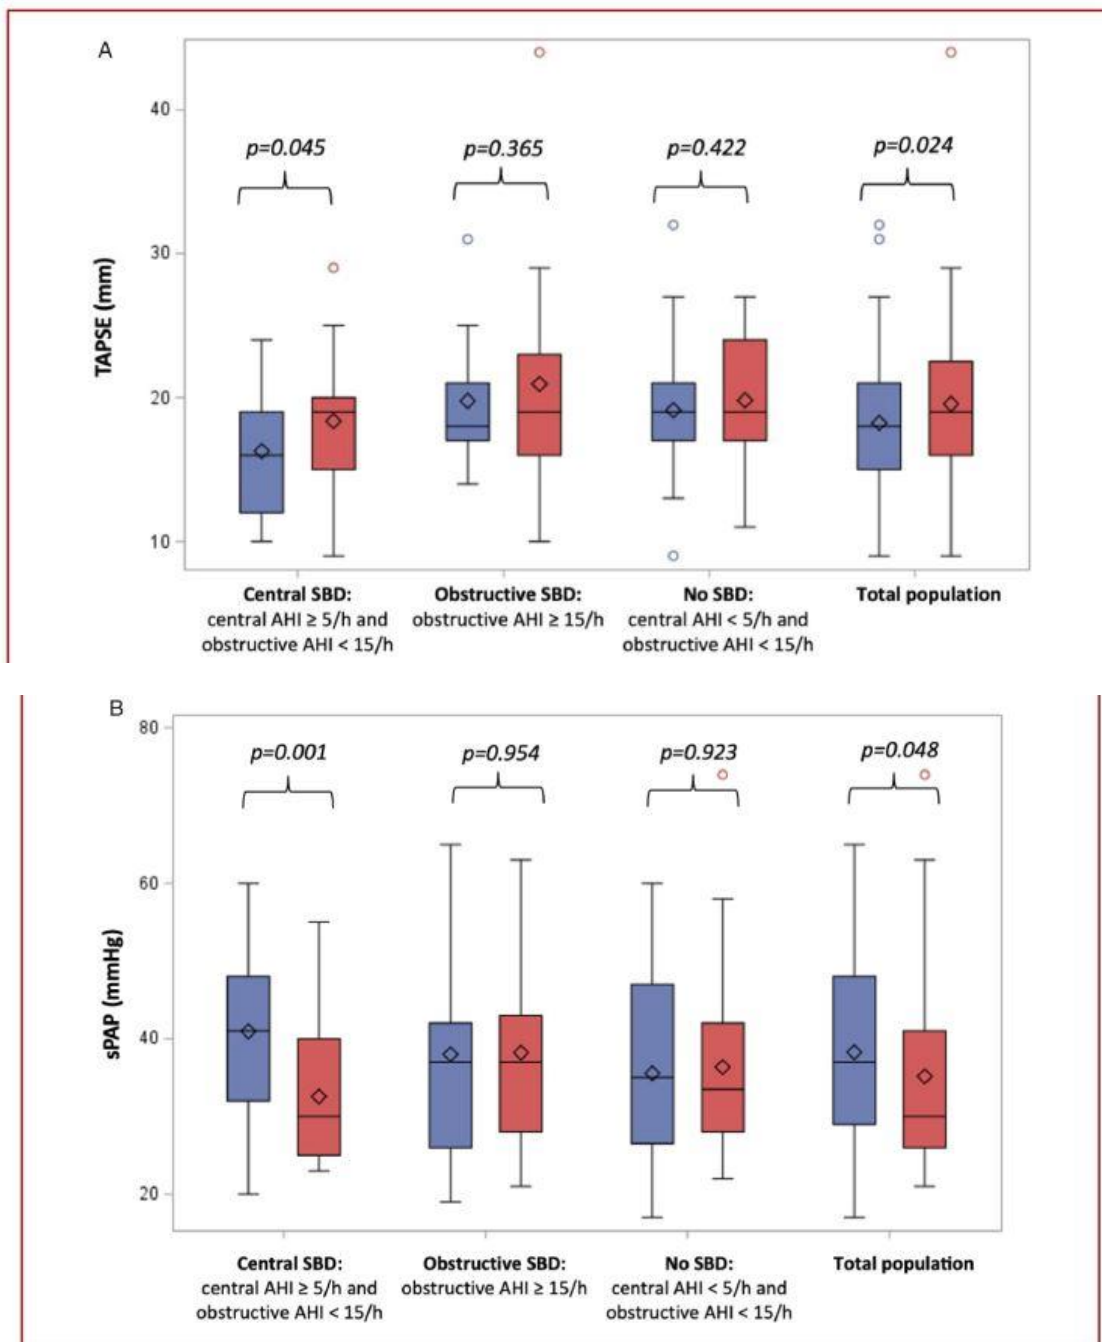 A
40
30
20
10
TAPSE (mm)
p=0.045
p=0.365
p=0.422
p=0.024
Central SBD:
central AHI ≥ 5/h and
obstructive AHI < 15/h
Obstructive SBD:
obstructive AHI ≥ 15/h
No SBD:
central AHI < 5/h and
obstructive AHI < 15/h
Total population
B
80
60
40
20
sPAP (mmHg)
p=0.001
p=0.954
p=0.923
p=0.048
Central SBD:
central AHI ≥ 5/h and
obstructive AHI < 15/h
Obstructive SBD:
obstructive AHI ≥ 15/h
No SBD:
central AHI < 5/h and
obstructive AHI < 15/h
Total population